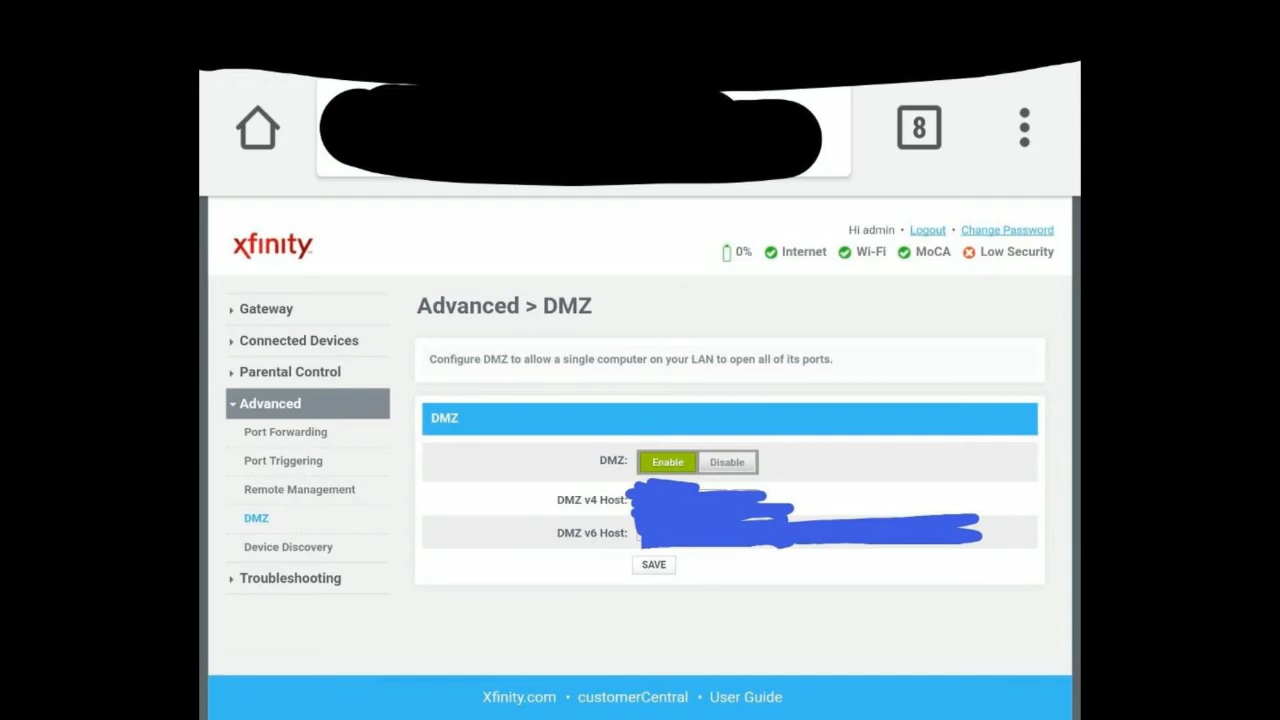 8
xfinity
Hi admin • Logout • Change Password
0% Internet Wi-Fi MoCA Low Security
Gateway
Connected Devices
Parental Control
Advanced
Port Forwarding
Port Triggering
Remote Management
DMZ
Device Discovery
Troubleshooting
Advanced > DMZ
Configure DMZ to allow a single computer on your LAN to open all of its ports.
DMZ
DMZ: Enable Disable
DMZ v4 Host:
DMZ v6 Host:
SAVE
Xfinity.com • customerCentral • User Guide